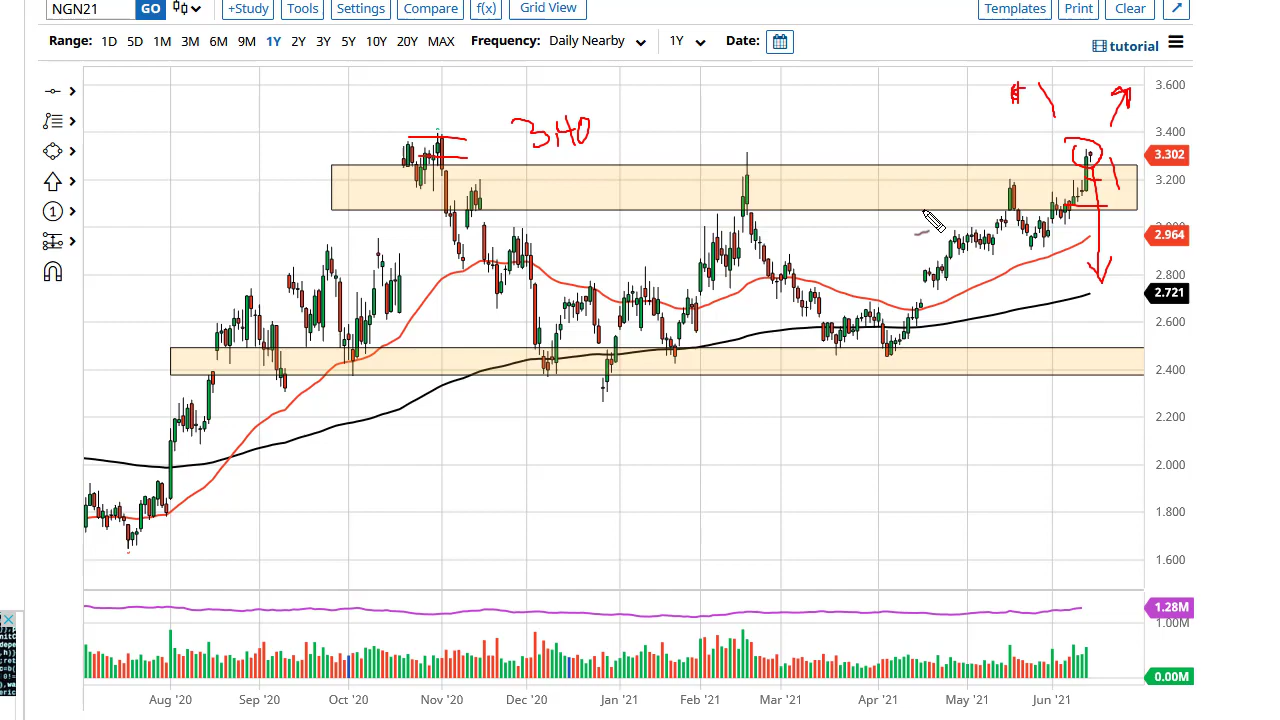 NGN21 GO +Study Tools Settings Compare f(x) Grid View Templates Print Clear
Range: 1D 5D 1M 3M 6M 9M 1Y 2Y 3Y 5Y 10Y 20Y MAX Frequency: Daily Nearby 1Y Date: tutorial
3.600
3.40
3.400
3.302
3.200
3.000
2.964
2.800
2.721
2.600
2.400
2.200
2.000
1.800
1.600
1.28M
1.00M
0.00M
Aug '20 Sep '20 Oct '20 Nov '20 Dec '20 Jan '21 Feb '21 Mar '21 Apr '21 May '21 Jun '21